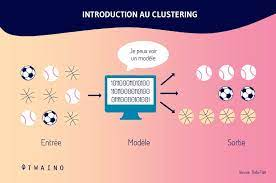 INTRODUCTION AU CLUSTERING
Je peux voir
un modèle
Entrée
Modèle
Sortie
TWAINO